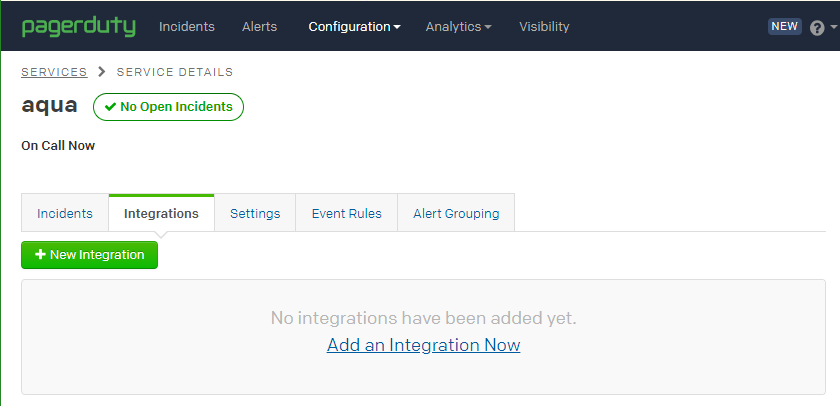 pagerduty Incidents Alerts Configuration Analytics Visibility NEW ?
SERVICES > SERVICE DETAILS
aqua ✓ No Open Incidents
On Call Now
Incidents Integrations Settings Event Rules Alert Grouping
+ New Integration
No integrations have been added yet.
Add an Integration Now